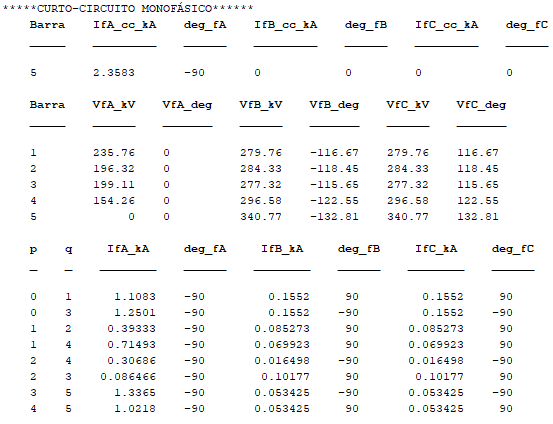 *****CURTO-CIRCUITO MONOFÁSICO******
Barra IfA_cc_kA deg_fA IfB_cc_kA deg_fB IfC_cc_kA deg_fC
5 2.3583 -90 0 0 0 0
Barra VfA_kV VfA_deg VfB_kV VfB_deg VfC_kV VfC_deg
1 235.76 0 279.76 -116.67 279.76 116.67
2 196.32 0 284.33 -118.45 284.33 118.45
3 199.11 0 277.32 -115.65 277.32 115.65
4 154.26 0 296.58 -122.55 296.58 122.55
5 0 0 340.77 -132.81 340.77 132.81
p q IfA_kA deg_fA IfB_kA deg_fB IfC_kA deg_fC
0 1 1.1083 -90 0.1552 90 0.1552 90
0 3 1.2501 -90 0.1552 -90 0.1552 -90
1 2 0.39333 -90 0.085273 90 0.085273 90
1 4 0.71493 -90 0.069923 90 0.069923 90
2 4 0.30686 -90 0.016498 -90 0.016498 -90
2 3 0.086466 -90 0.10177 90 0.10177 90
3 5 1.3365 -90 0.053425 -90 0.053425 -90
4 5 1.0218 -90 0.053425 90 0.053425 90